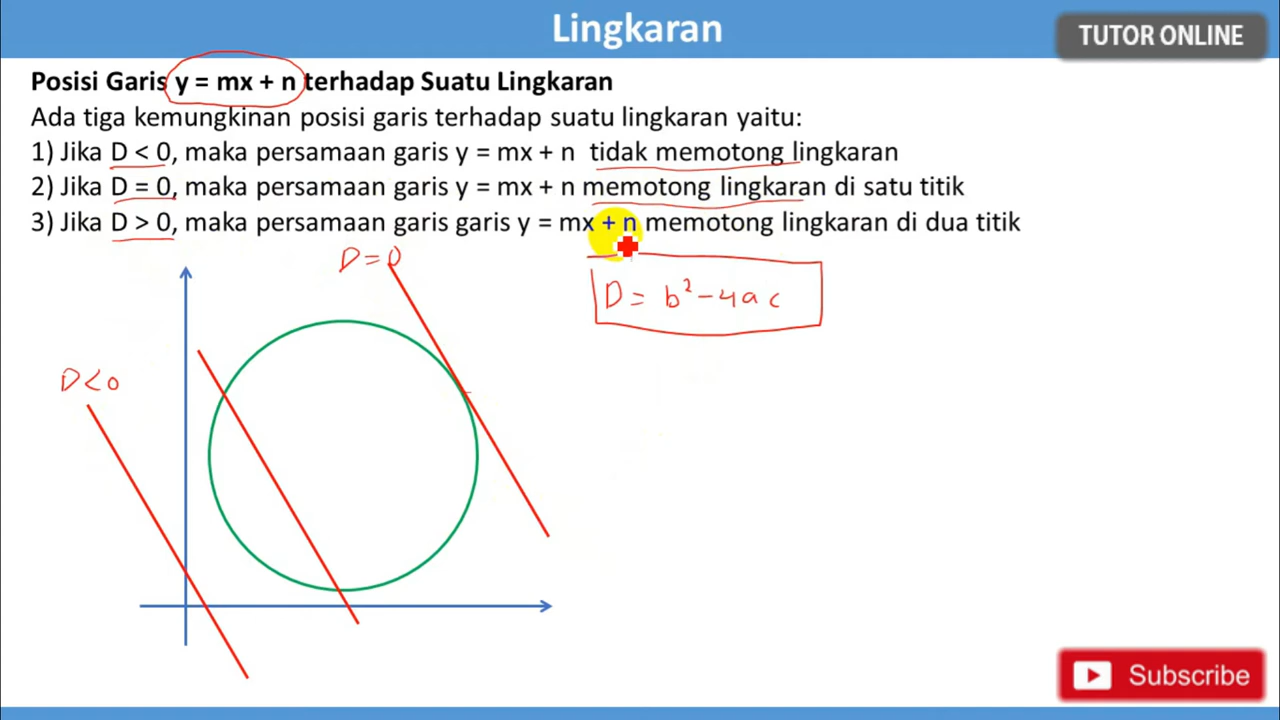 Lingkaran
TUTOR ONLINE
Posisi Garis y = mx + n terhadap Suatu Lingkaran
Ada tiga kemungkinan posisi garis terhadap suatu lingkaran yaitu:
1) Jika D < 0, maka persamaan garis y = mx + n tidak memotong lingkaran
2) Jika D = 0, maka persamaan garis y = mx + n memotong lingkaran di satu titik
3) Jika D > 0, maka persamaan garis garis y = mx + n memotong lingkaran di dua titik
D = 0
D = b² - 4ac
D < 0
Subscribe